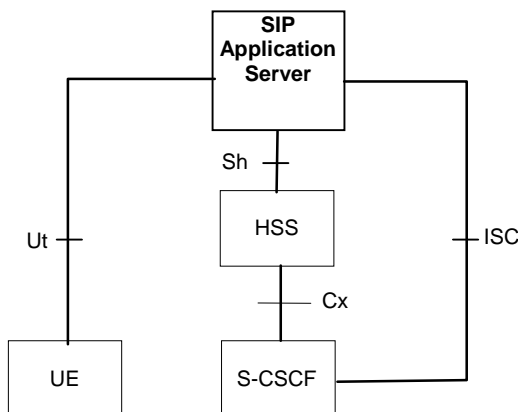 SIP
Application
Server
Sh
HSS
Ut
ISC
Cx
UE
S-CSCF